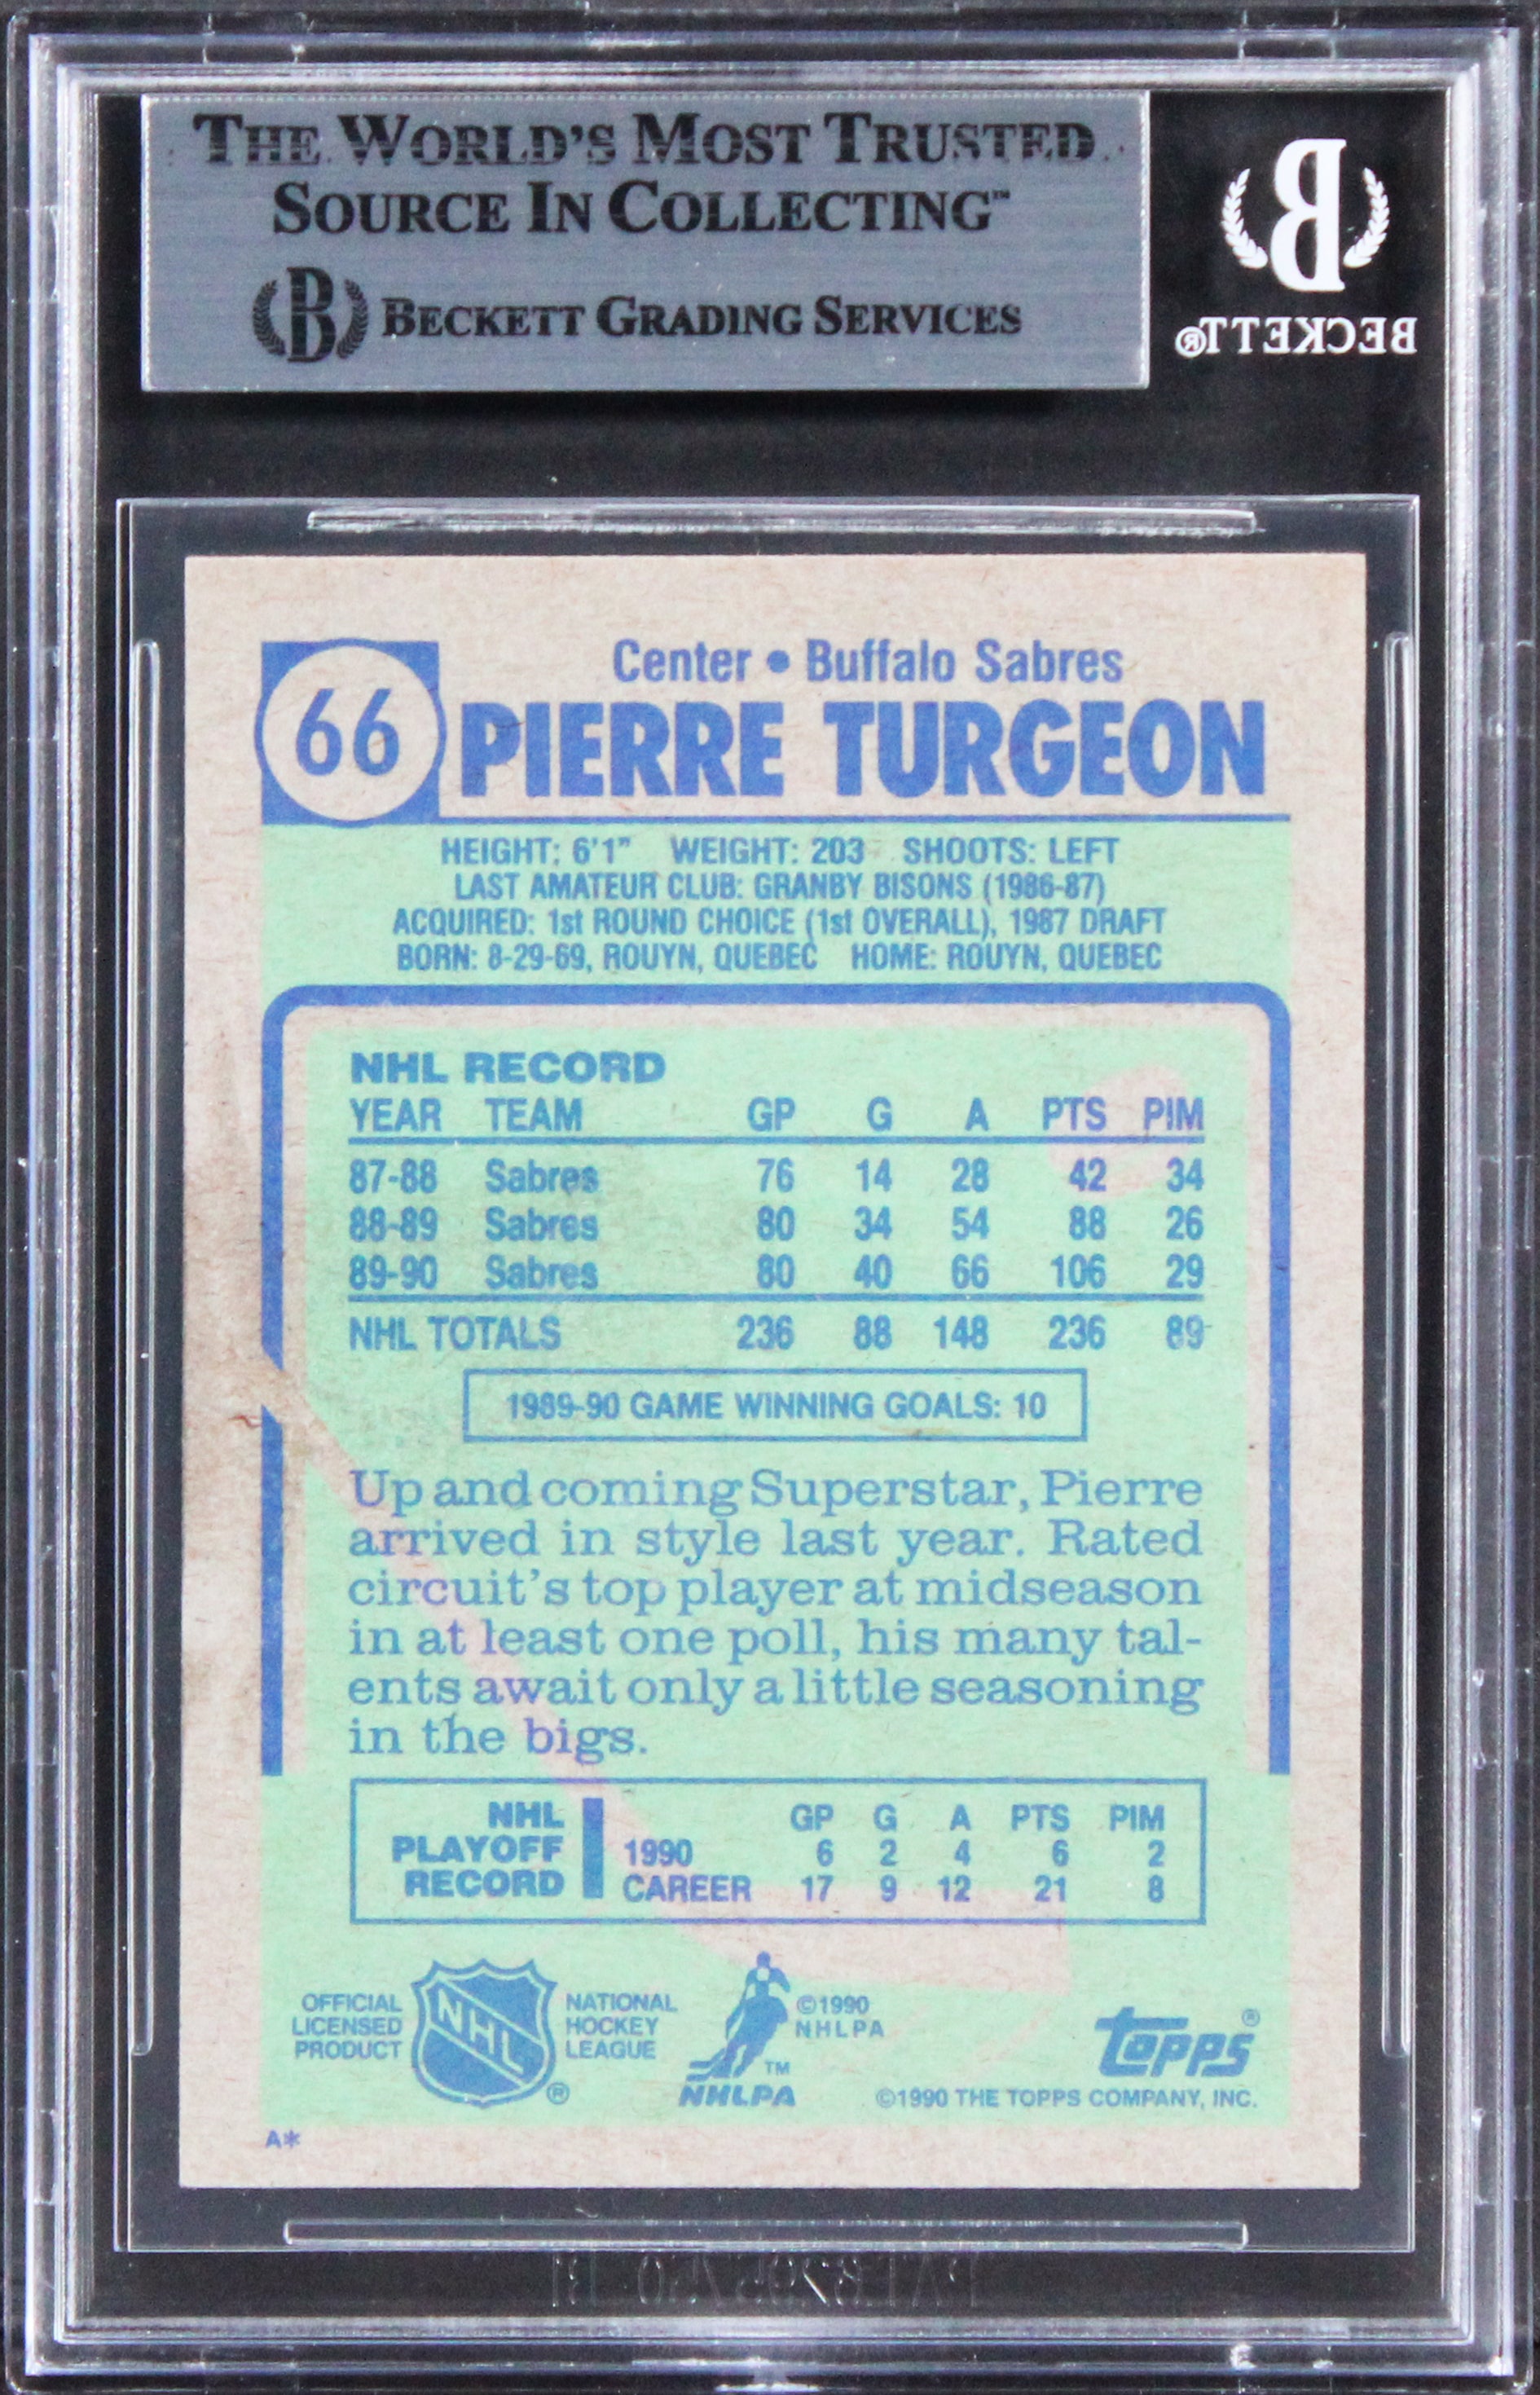 THE WORLD'S MOST TRUSTED
SOURCE IN COLLECTING™
B BECKETT GRADING SERVICES
B
BECKETT®
66
Center • Buffalo Sabres
PIERRE TURGEON
HEIGHT: 6'1" WEIGHT: 203 SHOOTS: LEFT
LAST AMATEUR CLUB: GRANBY BISONS (1986-87)
ACQUIRED: 1st ROUND CHOICE (1st OVERALL), 1987 DRAFT
BORN: 8-29-69, ROUYN, QUEBEC HOME: ROUYN, QUEBEC
NHL RECORD
YEAR TEAM GP G A PTS PIM
87-88 Sabres 76 14 28 42 34
88-89 Sabres 80 34 54 88 26
89-90 Sabres 80 40 66 106 29
NHL TOTALS 236 88 148 236 89
1989-90 GAME WINNING GOALS: 10
Up and coming Superstar, Pierre
arrived in style last year. Rated
circuit's top player at midseason
in at least one poll, his many tal-
ents await only a little seasoning
in the bigs.
NHL PLAYOFF RECORD
GP G A PTS PIM
1990 6 2 4 6 2
CAREER 17 9 12 21 8
OFFICIAL
LICENSED
PRODUCT
NHL
®
NATIONAL
HOCKEY
LEAGUE
TM
NHLPA
©1990
NHLPA
topps®
©1990 THE TOPPS COMPANY, INC.
A*